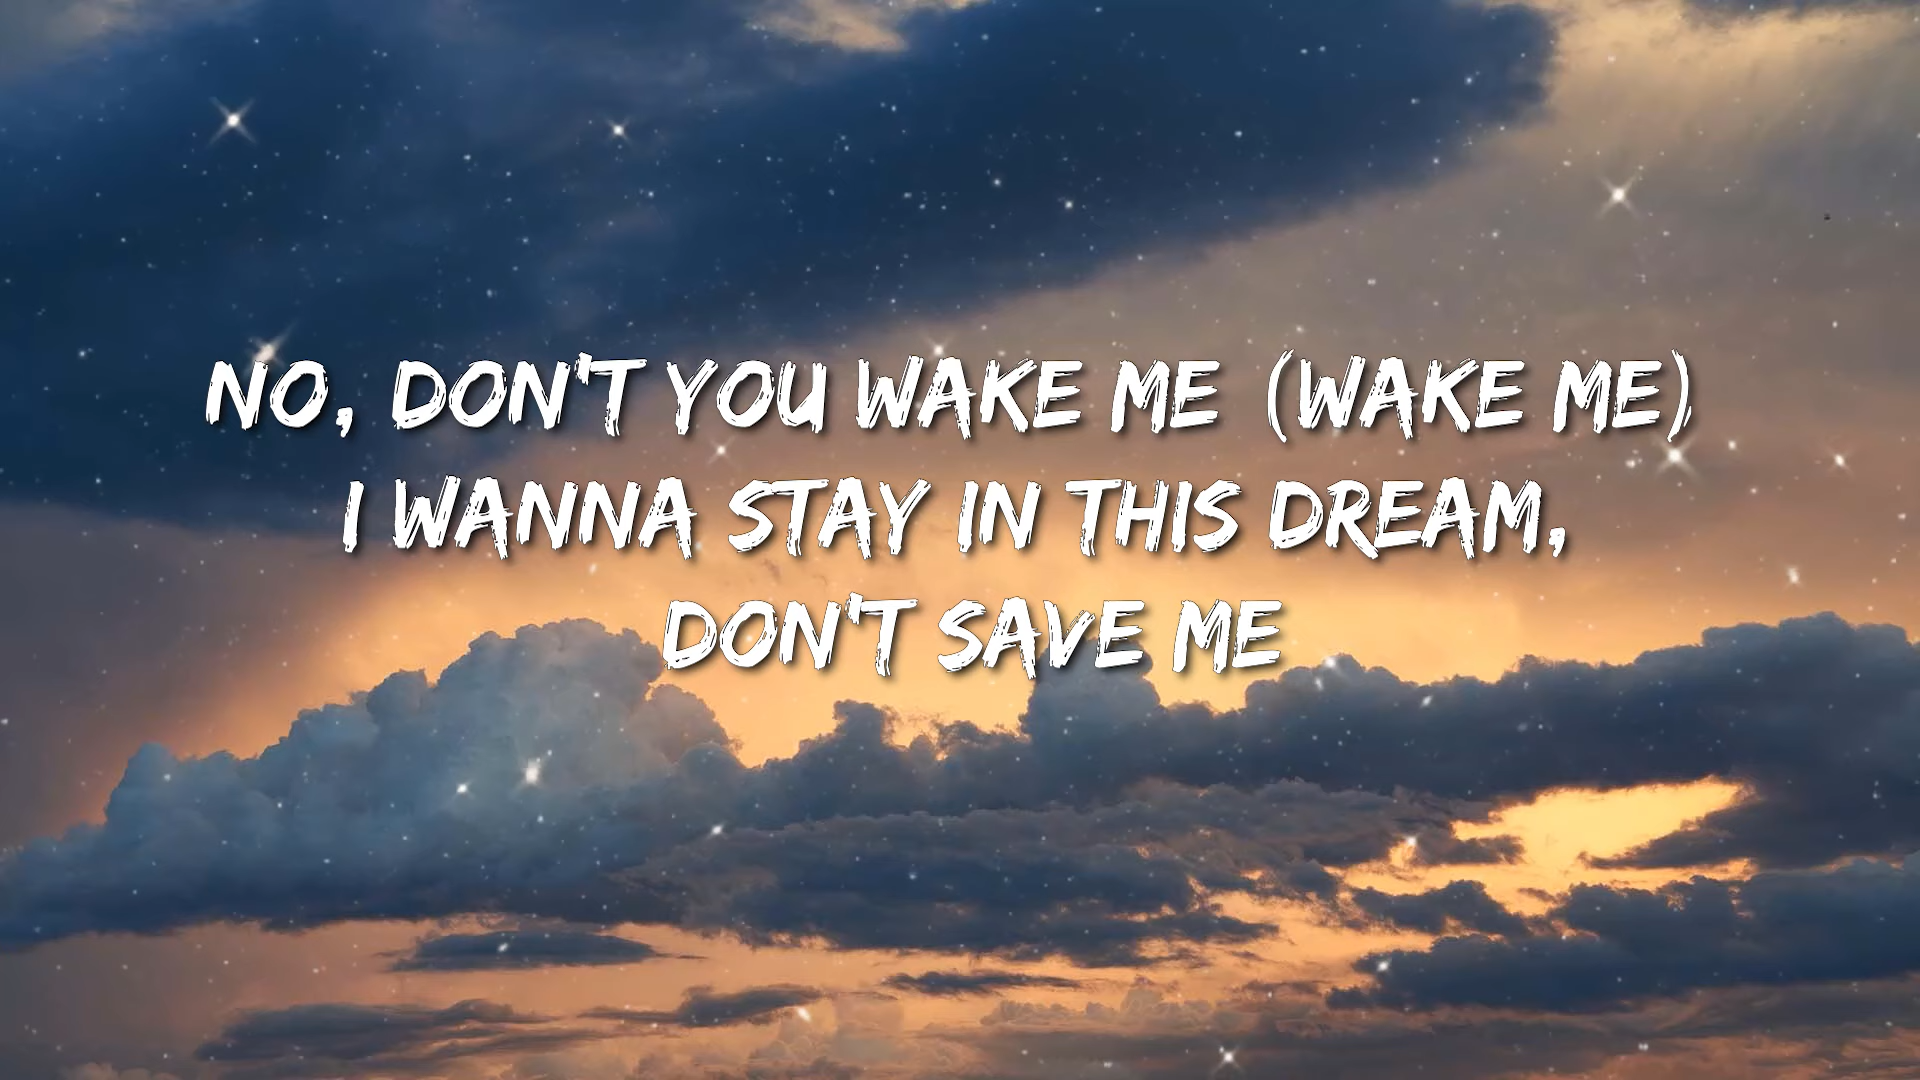 NO, DON'T YOU WAKE ME (WAKE ME)
I WANNA STAY IN THIS DREAM,
DON'T SAVE ME